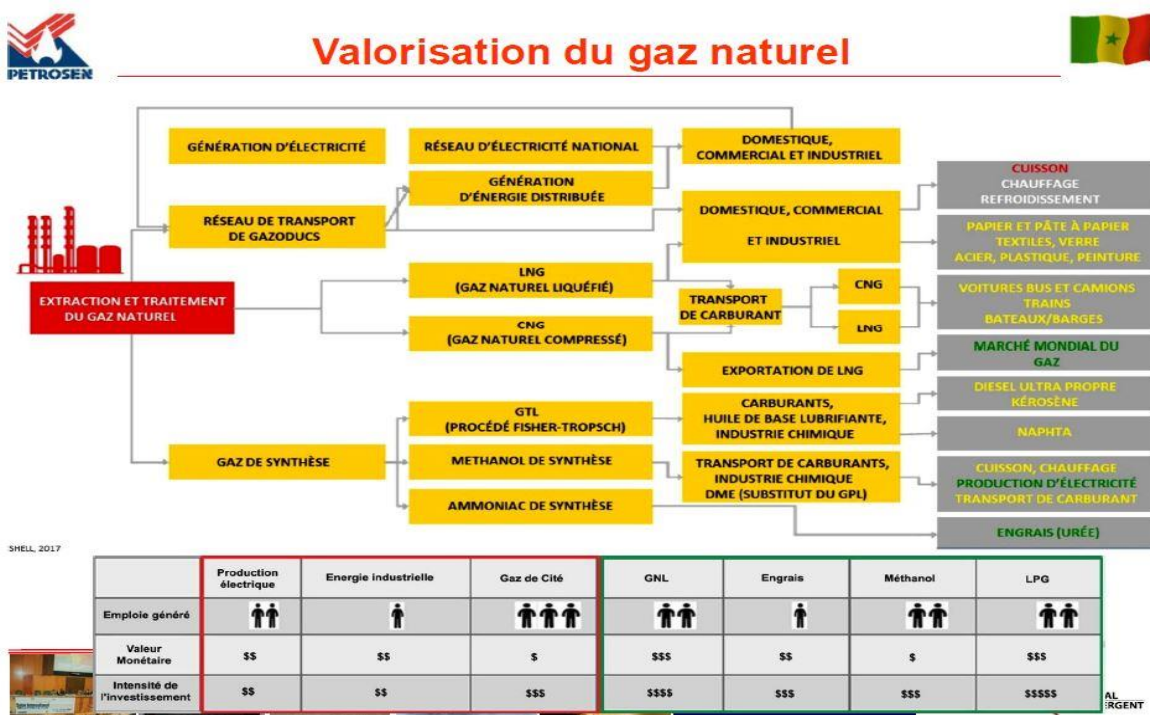 PETROSEN
Valorisation du gaz naturel
GÉNÉRATION D'ÉLECTRICITÉ
RÉSEAU D'ÉLECTRICITÉ NATIONAL
DOMESTIQUE,
COMMERCIAL ET INDUSTRIEL
RÉSEAU DE TRANSPORT
DE GAZODUCS
GÉNÉRATION
D'ÉNERGIE DISTRIBUÉE
DOMESTIQUE, COMMERCIAL
ET INDUSTRIEL
CUISSON
CHAUFFAGE
REFROIDISSEMENT
PAPIER ET PÂTE À PAPIER
TEXTILES, VERRE
ACIER, PLASTIQUE, PEINTURE
EXTRACTION ET TRAITEMENT
DU GAZ NATUREL
LNG
(GAZ NATUREL LIQUÉFIÉ)
CNG
(GAZ NATUREL COMPRESSÉ)
TRANSPORT
DE CARBURANT
CNG
LNG
VOITURES BUS ET CAMIONS
TRAINS
BATEAUX/BARGES
EXPORTATION DE LNG
MARCHÉ MONDIAL DU
GAZ
GAZ DE SYNTHÈSE
GTL
(PROCÉDÉ FISHER-TROPSCH)
CARBURANTS,
HUILE DE BASE LUBRIFIANTE,
INDUSTRIE CHIMIQUE
DIESEL ULTRA PROPRE
KÉROSÈNE
NAPHTA
METHANOL DE SYNTHÈSE
TRANSPORT DE CARBURANTS,
INDUSTRIE CHIMIQUE
DME (SUBSTITUT DU GPL)
CUISSON, CHAUFFAGE
PRODUCTION D'ÉLECTRICITÉ
TRANSPORT DE CARBURANT
AMMONIAC DE SYNTHÈSE
ENGRAIS (URÉE)
SHELL, 2017
Production électrique Energie industrielle Gaz de Cité GNL Engrais Méthanol LPG
Emploie généré
Valeur Monétaire $$ $$ $ $$$ $$ $ $$$
Intensité de l'investissement $$ $$ $$$ $$$$ $$$ $$$ $$$$$
AL
ERGENT